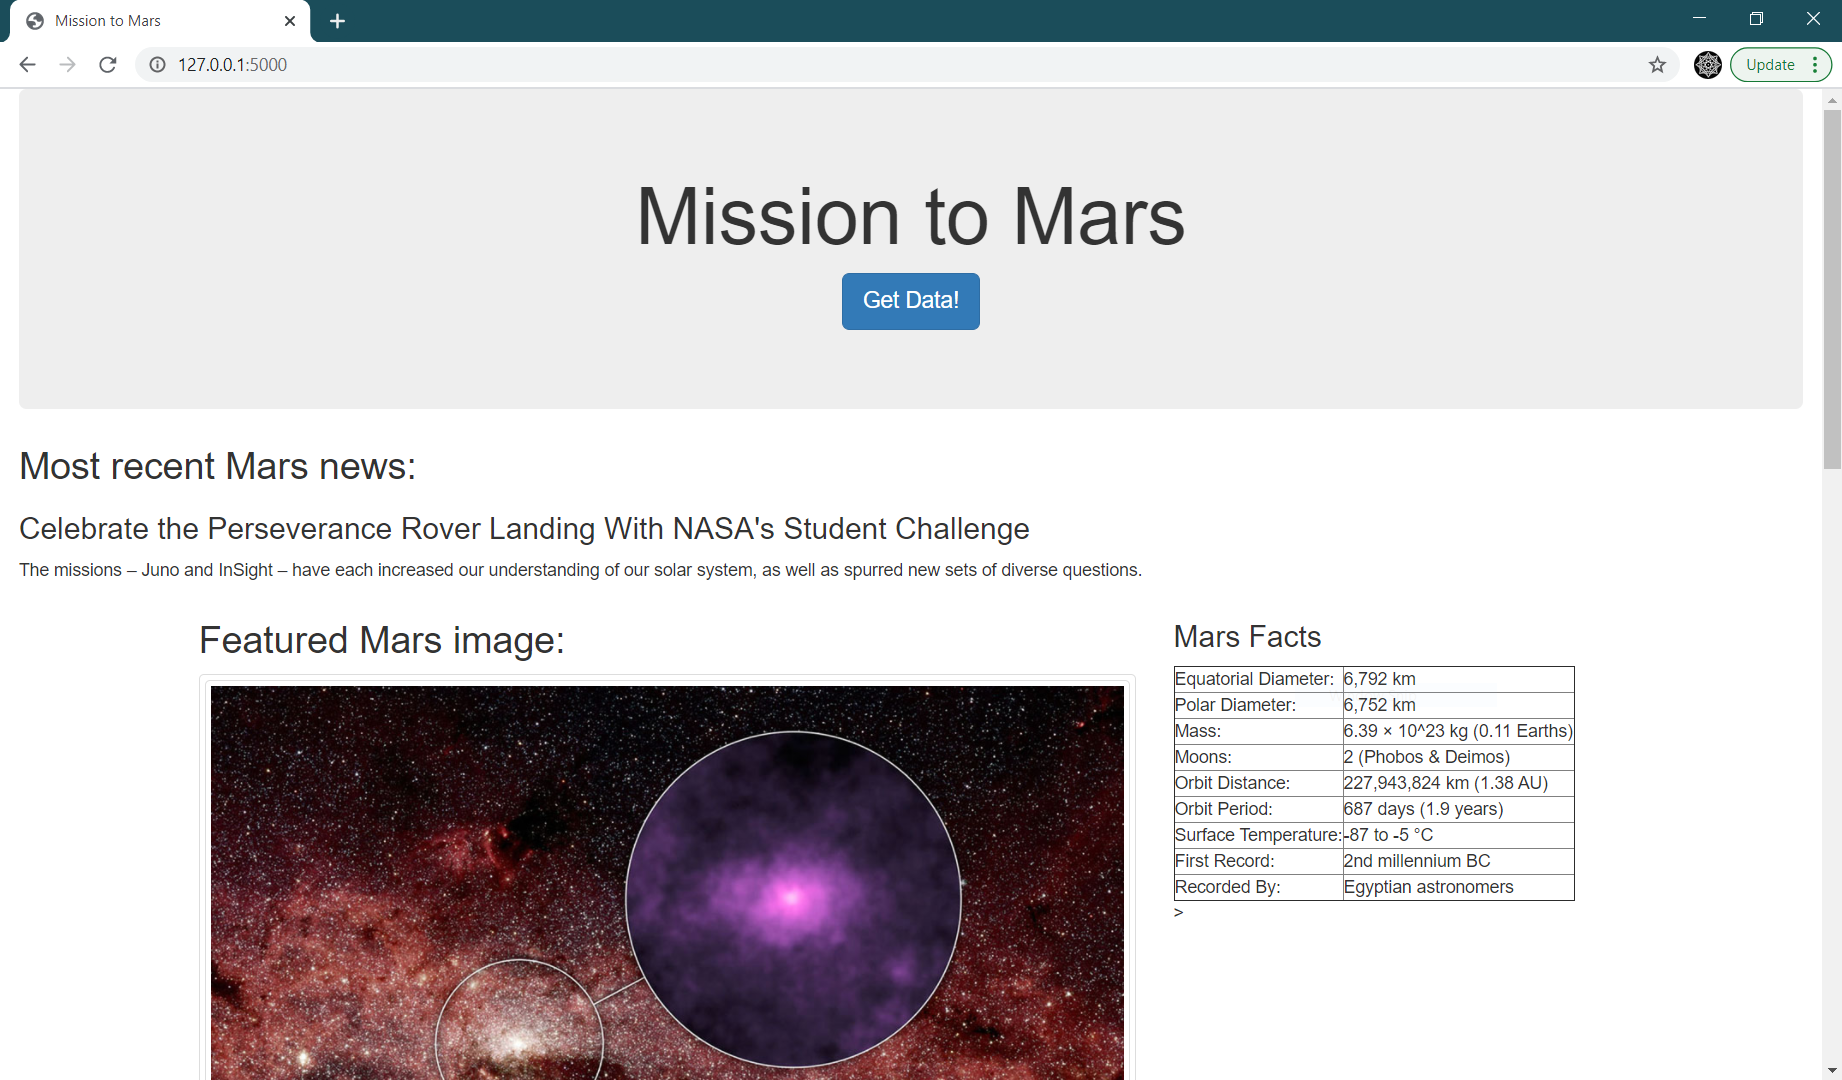 Mission to Mars
127.0.0.1:5000
Update
Mission to Mars
Get Data!
Most recent Mars news:
Celebrate the Perseverance Rover Landing With NASA's Student Challenge
The missions – Juno and InSight – have each increased our understanding of our solar system, as well as spurred new sets of diverse questions.
Featured Mars image:
Mars Facts
Equatorial Diameter: 6,792 km
Polar Diameter: 6,752 km
Mass: 6.39 × 10^23 kg (0.11 Earths)
Moons: 2 (Phobos & Deimos)
Orbit Distance: 227,943,824 km (1.38 AU)
Orbit Period: 687 days (1.9 years)
Surface Temperature: -87 to -5 °C
First Record: 2nd millennium BC
Recorded By: Egyptian astronomers
>